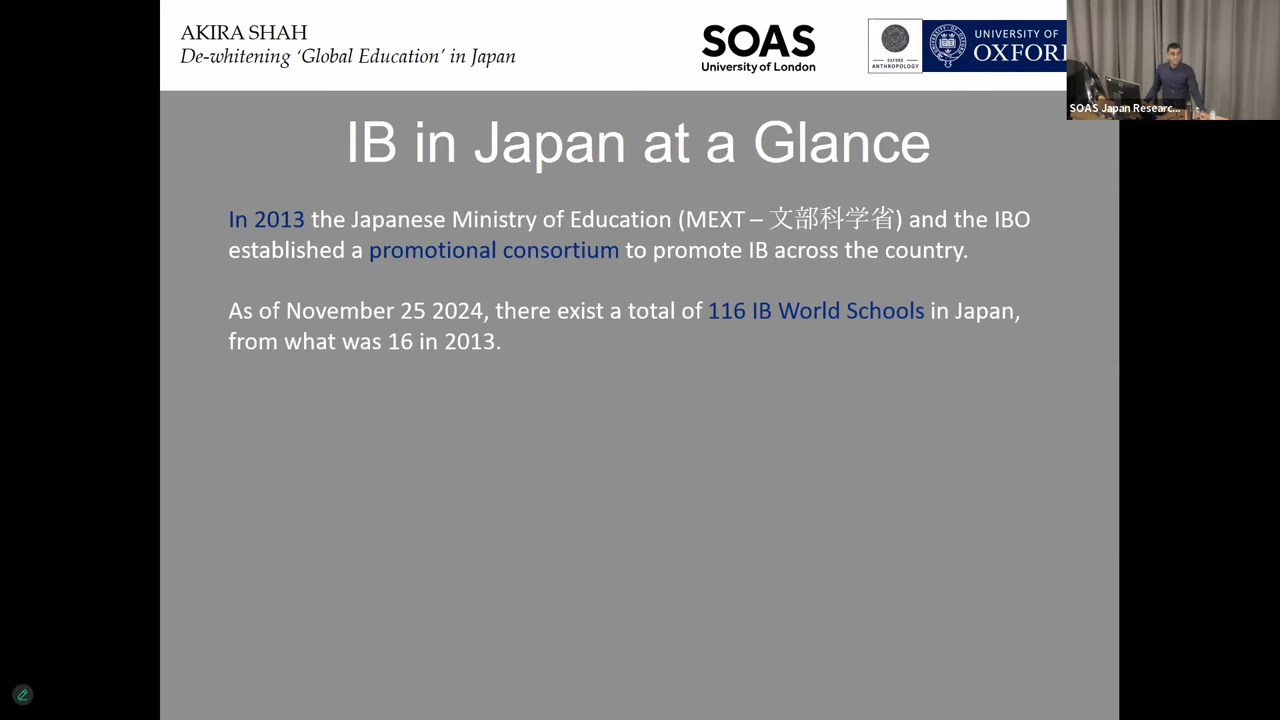 AKIRA SHAH
De-whitening ‘Global Education’ in Japan
SOAS
University of London
OXFORD
ANTHROPOLOGY
UNIVERSITY OF
OXFORD
SOAS Japan Researc...
IB in Japan at a Glance
In 2013 the Japanese Ministry of Education (MEXT – 文部科学省) and the IBO
established a promotional consortium to promote IB across the country.
As of November 25 2024, there exist a total of 116 IB World Schools in Japan,
from what was 16 in 2013.